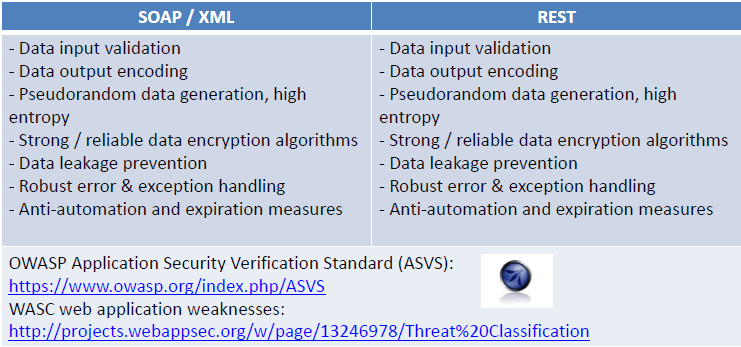 SOAP / XML
- Data input validation
- Data output encoding
- Pseudorandom data generation, high
entropy
- Strong / reliable data encryption algorithms
- Data leakage prevention
- Robust error & exception handling
- Anti-automation and expiration measures
REST
- Data input validation
- Data output encoding
- Pseudorandom data generation, high
entropy
- Strong / reliable data encryption algorithms
- Data leakage prevention
- Robust error & exception handling
- Anti-automation and expiration measures
OWASP Application Security Verification Standard (ASVS):
https://www.owasp.org/index.php/ASVS
WASC web application weaknesses:
http://projects.webappsec.org/w/page/13246978/Threat%20Classification